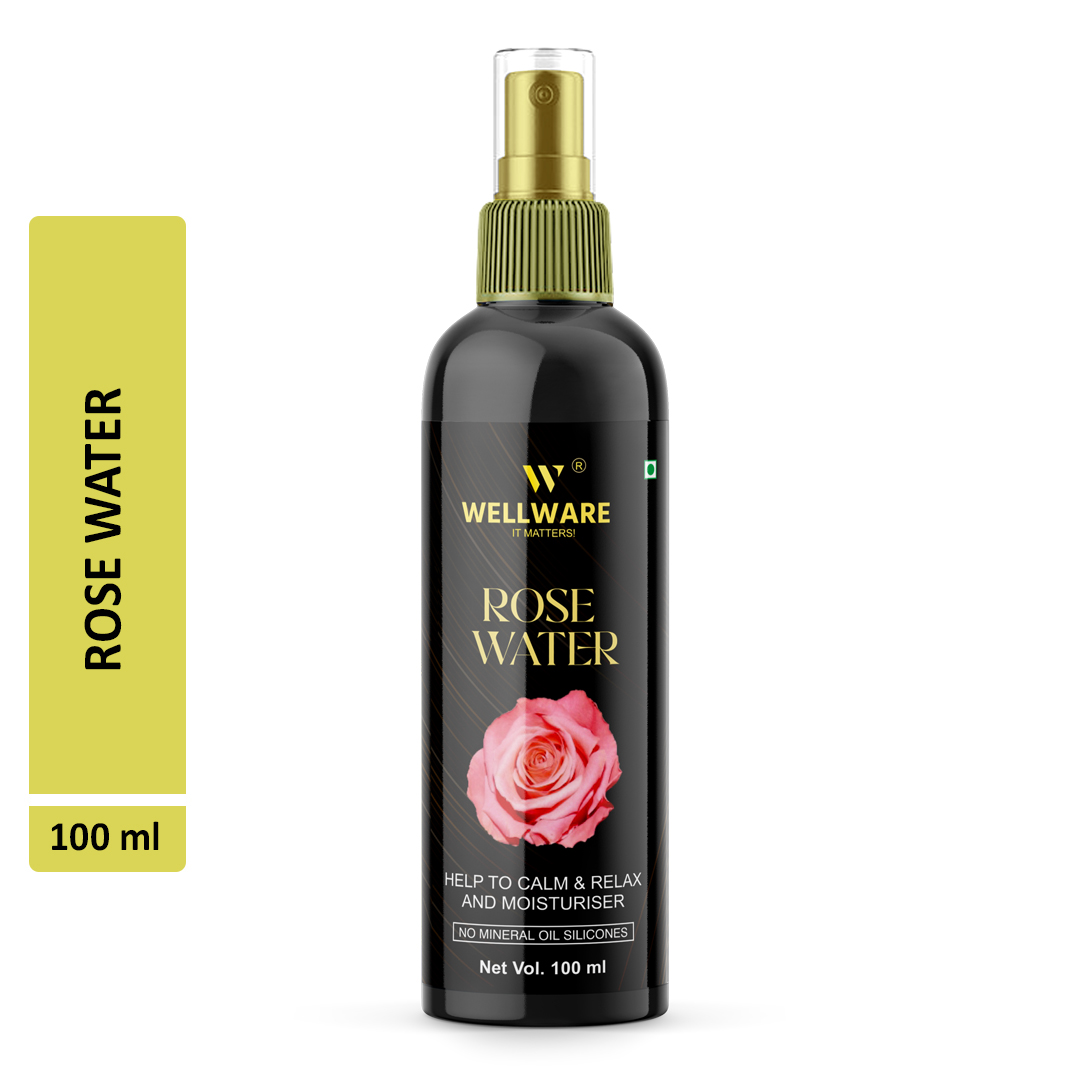 ROSE WATER
100 ml
W ®
WELLWARE
IT MATTERS!
ROSE
WATER
HELP TO CALM & RELAX
AND MOISTURISER
NO MINERAL OIL SILICONES
Net Vol. 100 ml